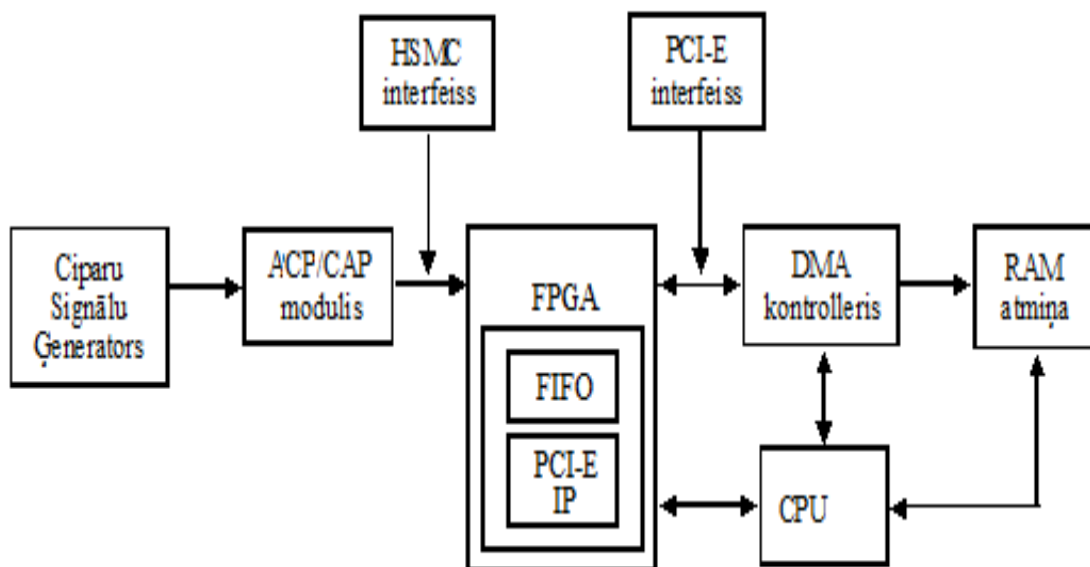 HSMC
interfeiss
PCI-E
interfeiss
Ciparu
Signālu
Ģenerators
ACP/CAP
modulis
FPGA
FIFO
PCI-E
IP
DMA
kontrolleris
RAM
atmiņa
CPU